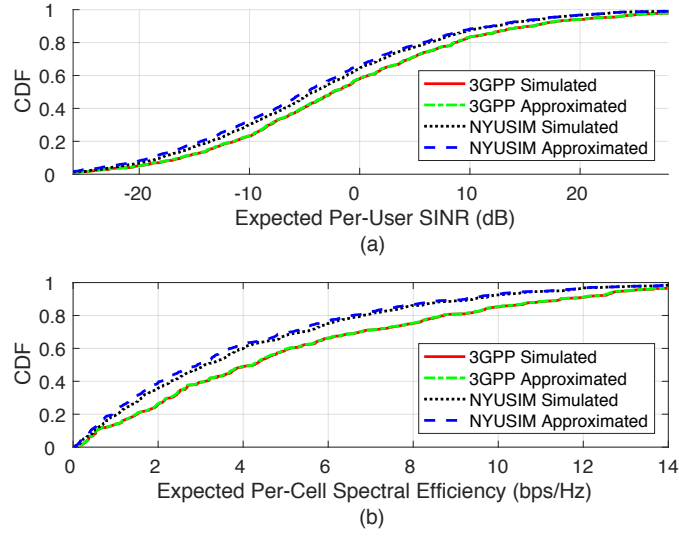 1
0.8
0.6
0.4
0.2
0
CDF
-20 -10 0 10 20
Expected Per-User SINR (dB)
(a)
3GPP Simulated
3GPP Approximated
NYUSIM Simulated
NYUSIM Approximated
1
0.8
0.6
0.4
0.2
0
CDF
0 2 4 6 8 10 12 14
Expected Per-Cell Spectral Efficiency (bps/Hz)
(b)
3GPP Simulated
3GPP Approximated
NYUSIM Simulated
NYUSIM Approximated